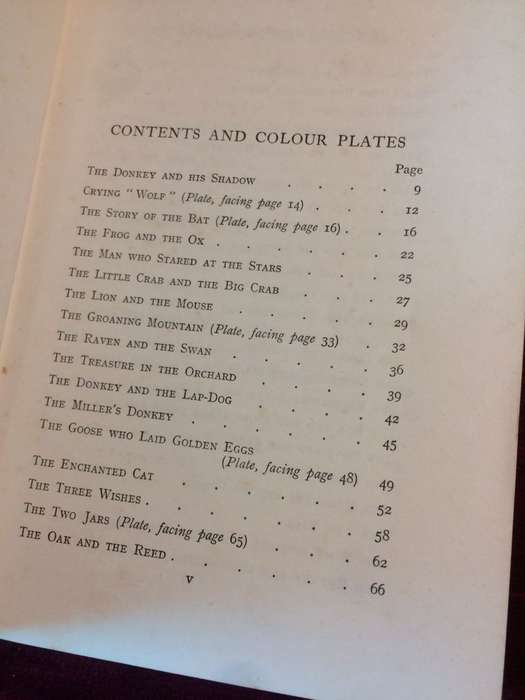 CONTENTS AND COLOUR PLATES
Page
THE DONKEY AND HIS SHADOW . . . . 9
CRYING "WOLF" (Plate, facing page 14) . . . 12
THE STORY OF THE BAT (Plate, facing page 16) . . 16
THE FROG AND THE OX . . . . . . 22
THE MAN WHO STARED AT THE STARS . . . 25
THE LITTLE CRAB AND THE BIG CRAB . . . 27
THE LION AND THE MOUSE . . . . . 29
THE GROANING MOUNTAIN (Plate, facing page 33) . 32
THE RAVEN AND THE SWAN . . . . . 36
THE TREASURE IN THE ORCHARD . . . . 39
THE DONKEY AND THE LAP-DOG . . . . 42
THE MILLER'S DONKEY . . . . . . 45
THE GOOSE WHO LAID GOLDEN EGGS
(Plate, facing page 48) 49
THE ENCHANTED CAT . . . . . . 52
THE THREE WISHES . . . . . . . 58
THE TWO JARS (Plate, facing page 65) . . . 62
THE OAK AND THE REED . . . . . . 66
v